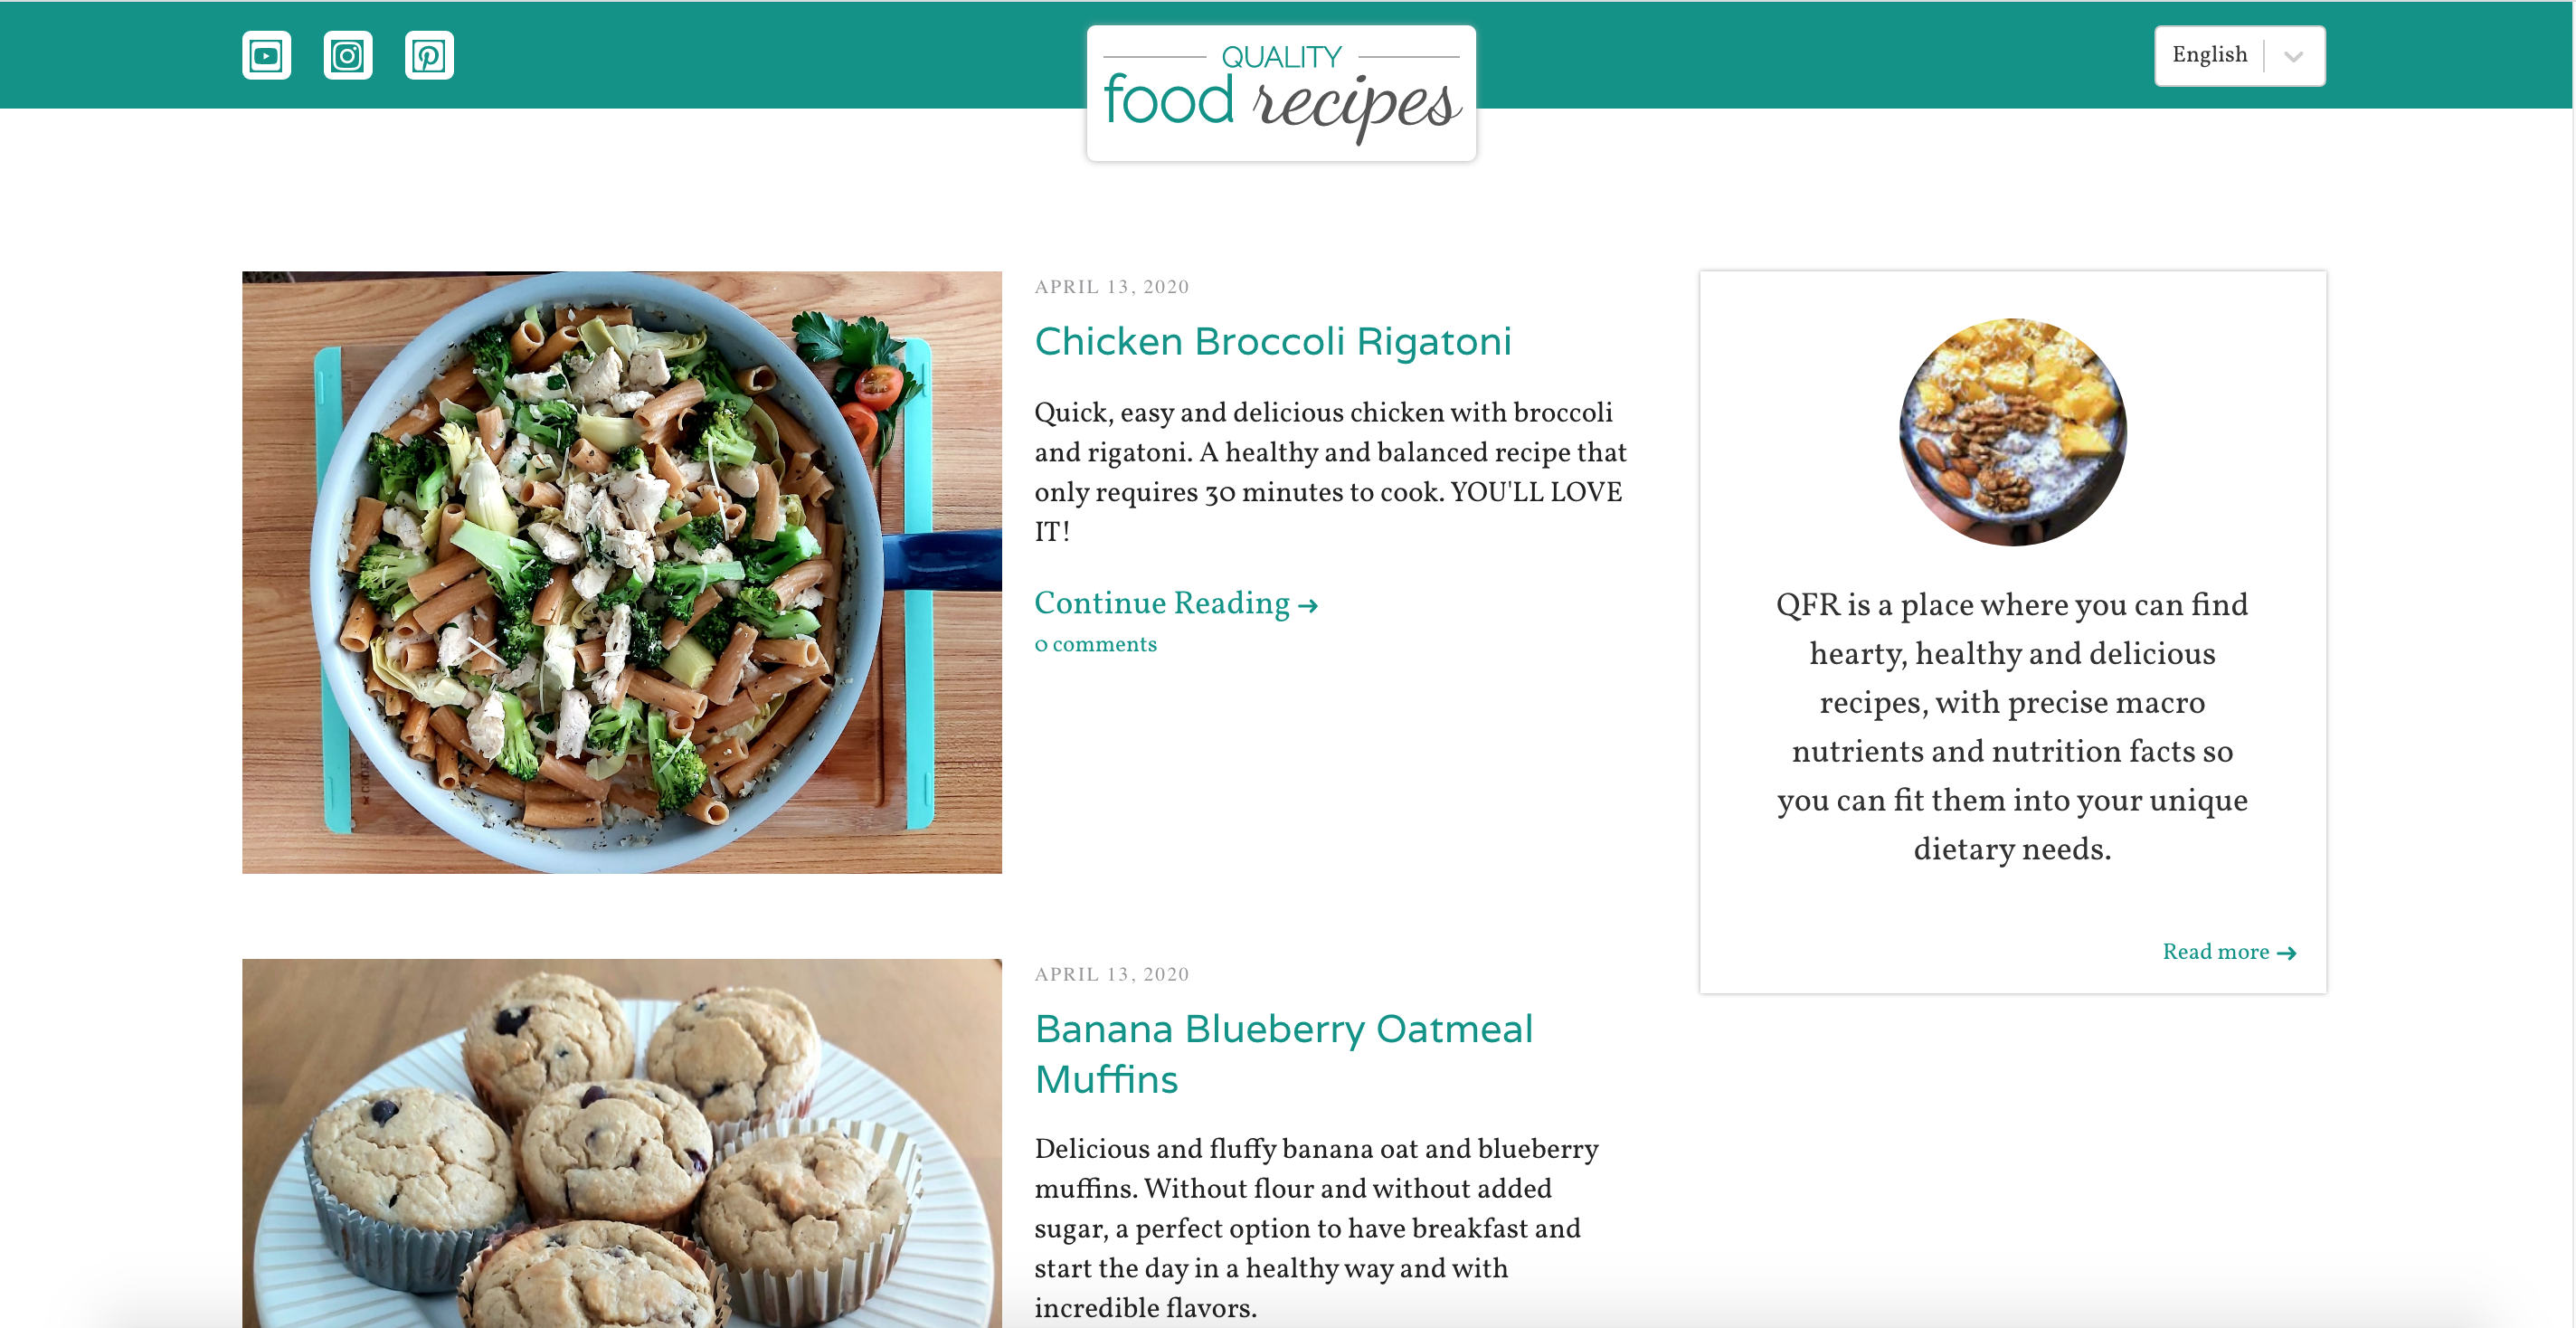 QUALITY
food recipes
English
APRIL 13, 2020
Chicken Broccoli Rigatoni
Quick, easy and delicious chicken with broccoli
and rigatoni. A healthy and balanced recipe that
only requires 30 minutes to cook. YOU'LL LOVE
IT!
Continue Reading →
0 comments
APRIL 13, 2020
Banana Blueberry Oatmeal
Muffins
Delicious and fluffy banana oat and blueberry
muffins. Without flour and without added
sugar, a perfect option to have breakfast and
start the day in a healthy way and with
incredible flavors.
QFR is a place where you can find
hearty, healthy and delicious
recipes, with precise macro
nutrients and nutrition facts so
you can fit them into your unique
dietary needs.
Read more →